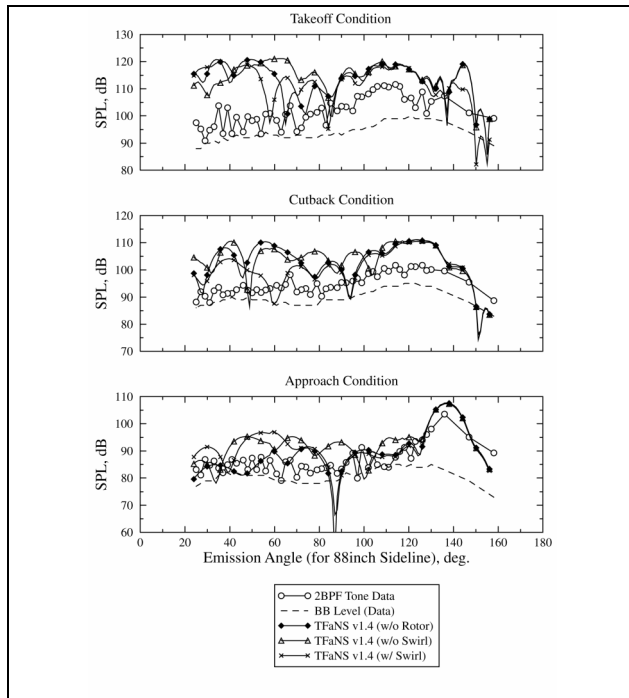 Takeoff Condition
130
120
110
100
90
80
SPL, dB
Cutback Condition
120
110
100
90
80
70
SPL, dB
Approach Condition
110
100
90
80
70
60
SPL, dB
0 20 40 60 80 100 120 140 160 180
Emission Angle (for 88inch Sideline), deg.
2BPF Tone Data
BB Level (Data)
TFaNS v1.4 (w/o Rotor)
TFaNS v1.4 (w/o Swirl)
TFaNS v1.4 (w/ Swirl)